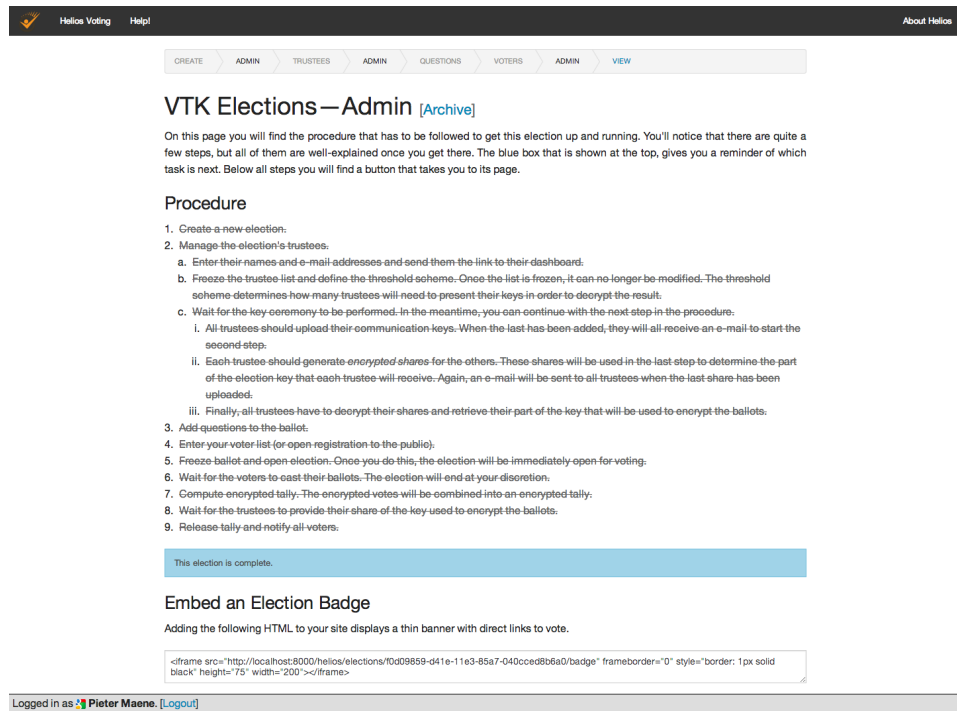 Helios Voting Help! About Helios
CREATE ADMIN TRUSTEES ADMIN QUESTIONS VOTERS ADMIN VIEW
VTK Elections—Admin [Archive]
On this page you will find the procedure that has to be followed to get this election up and running. You'll notice that there are quite a
few steps, but all of them are well-explained once you get there. The blue box that is shown at the top, gives you a reminder of which
task is next. Below all steps you will find a button that takes you to its page.
Procedure
1. Create a new election.
2. Manage the election's trustees.
a. Enter their names and e-mail addresses and send them the link to their dashboard.
b. Freeze the trustee list and define the threshold scheme. Once the list is frozen, it can no longer be modified. The threshold
scheme determines how many trustees will need to present their keys in order to decrypt the result.
c. Wait for the key ceremony to be performed. In the meantime, you can continue with the next step in the procedure.
i. All trustees should upload their communication keys. When the last has been added, they will all receive an e-mail to start the
second step.
ii. Each trustee should generate encrypted shares for the others. These shares will be used in the last step to determine the part
of the election key that each trustee will receive. Again, an e-mail will be sent to all trustees when the last share has been
uploaded.
iii. Finally, all trustees have to decrypt their shares and retrieve their part of the key that will be used to encrypt the ballots.
3. Add questions to the ballot.
4. Enter your voter list (or open registration to the public).
5. Freeze ballot and open election. Once you do this, the election will be immediately open for voting.
6. Wait for the voters to cast their ballots. The election will end at your discretion.
7. Compute encrypted tally. The encrypted votes will be combined into an encrypted tally.
8. Wait for the trustees to provide their share of the key used to encrypt the ballots.
9. Release tally and notify all voters.
This election is complete.
Embed an Election Badge
Adding the following HTML to your site displays a thin banner with direct links to vote.
<iframe src="http://localhost:8000/helios/elections/f0d09859-d41e-11e3-85a7-040cced8b6a0/badge" frameborder="0" style="border: 1px solid
black" height="75" width="200"></iframe>
Logged in as Pieter Maene. [Logout]